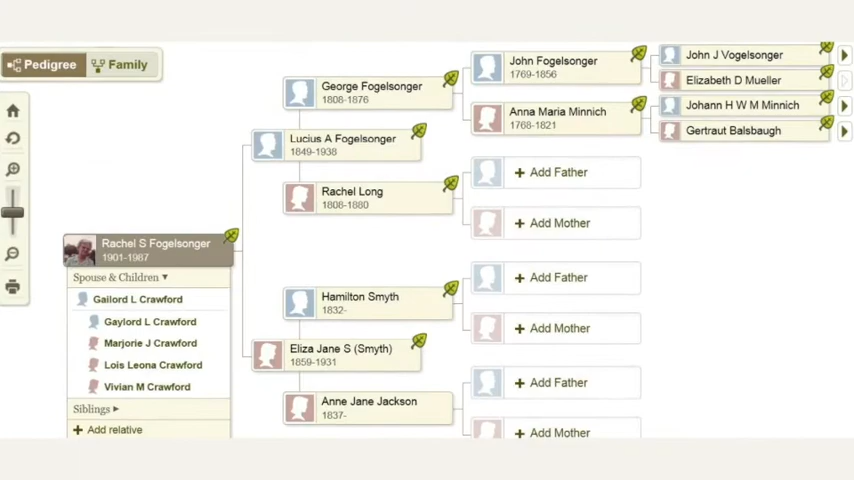 Pedigree Family
John Fogelsonger
1769-1856
John J Vogelsonger
Elizabeth D Mueller
George Fogelsonger
1808-1876
Anna Maria Minnich
1768-1821
Johann H W M Minnich
Gertraut Balsbaugh
Lucius A Fogelsonger
1849-1938
+ Add Father
Rachel Long
1808-1880
+ Add Mother
Rachel S Fogelsonger
1901-1987
Spouse & Children ▼
Gailord L Crawford
Gaylord L Crawford
Marjorie J Crawford
Lois Leona Crawford
Vivian M Crawford
Siblings ▶
+ Add relative
Hamilton Smyth
1832-
+ Add Father
+ Add Mother
Eliza Jane S (Smyth)
1859-1931
Anne Jane Jackson
1837-
+ Add Father
+ Add Mother